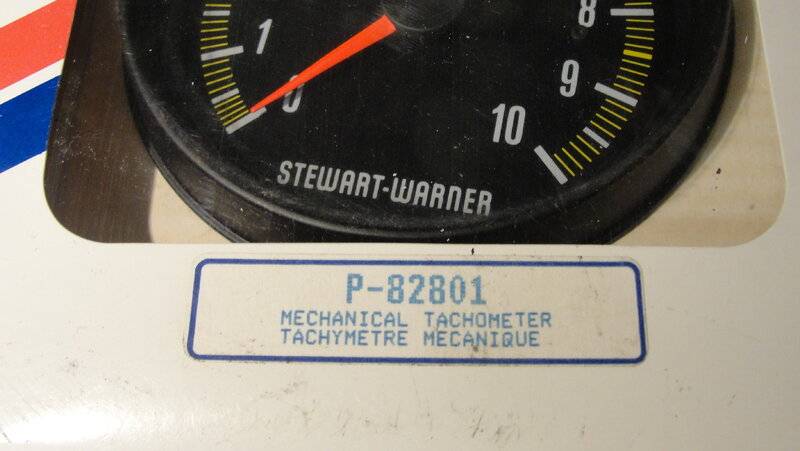 8
1
9
0
10
STEWART-WARNER
P-82801
MECHANICAL TACHOMETER
TACHYMETRE MECANIQUE